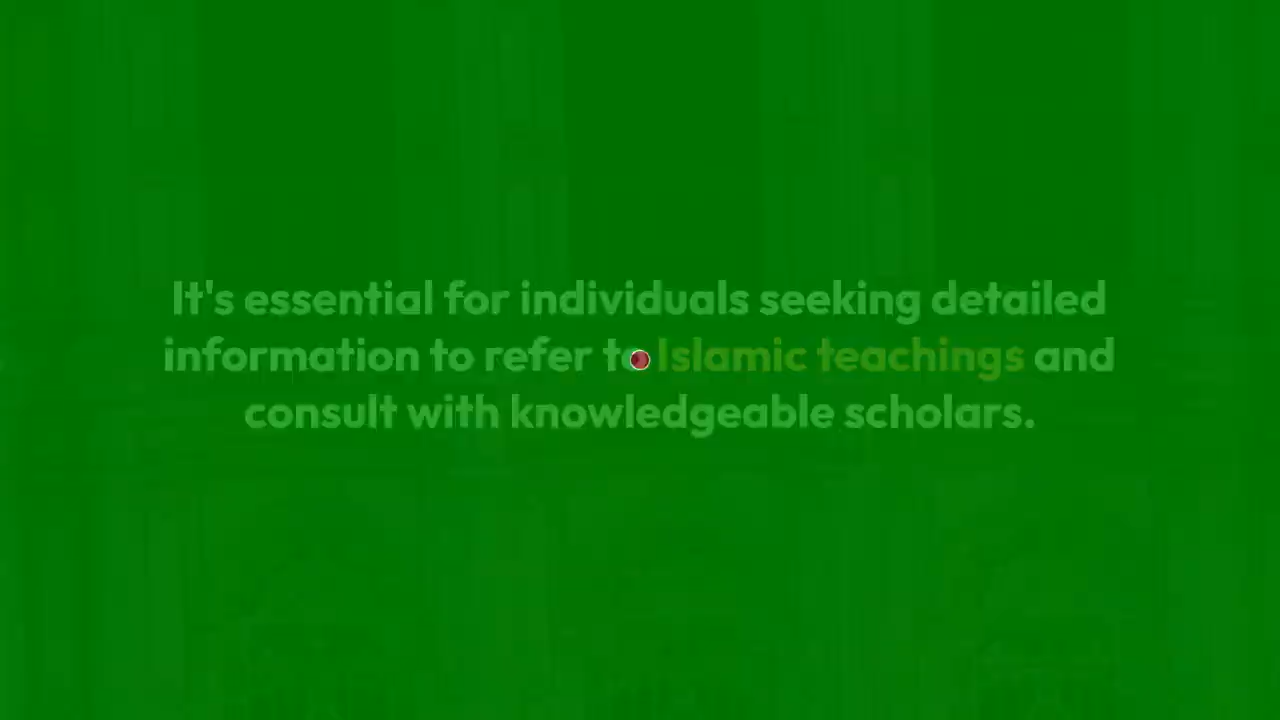 It's essential for individuals seeking detailed
information to refer to Islamic teachings and
consult with knowledgeable scholars.